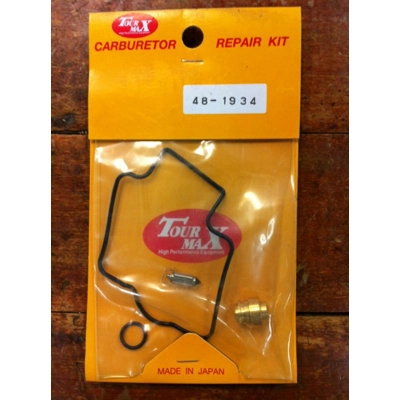 TOUR
MAX
CARBURETOR REPAIR KIT
48-1934
TOUR
MAX
High Performance Equipment
MADE IN JAPAN